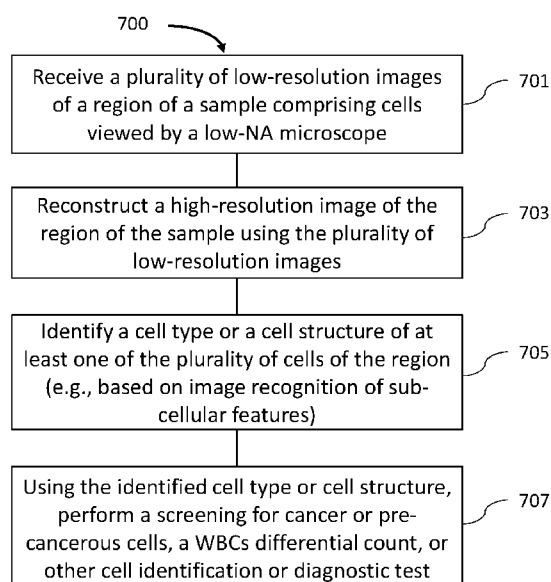 700
Receive a plurality of low-resolution images
of a region of a sample comprising cells
viewed by a low-NA microscope
701
Reconstruct a high-resolution image of the
region of the sample using the plurality of
low-resolution images
703
Identify a cell type or a cell structure of at
least one of the plurality of cells of the region
(e.g., based on image recognition of sub-
cellular features)
705
Using the identified cell type or cell structure,
perform a screening for cancer or pre-
cancerous cells, a WBCs differential count, or
other cell identification or diagnostic test
707